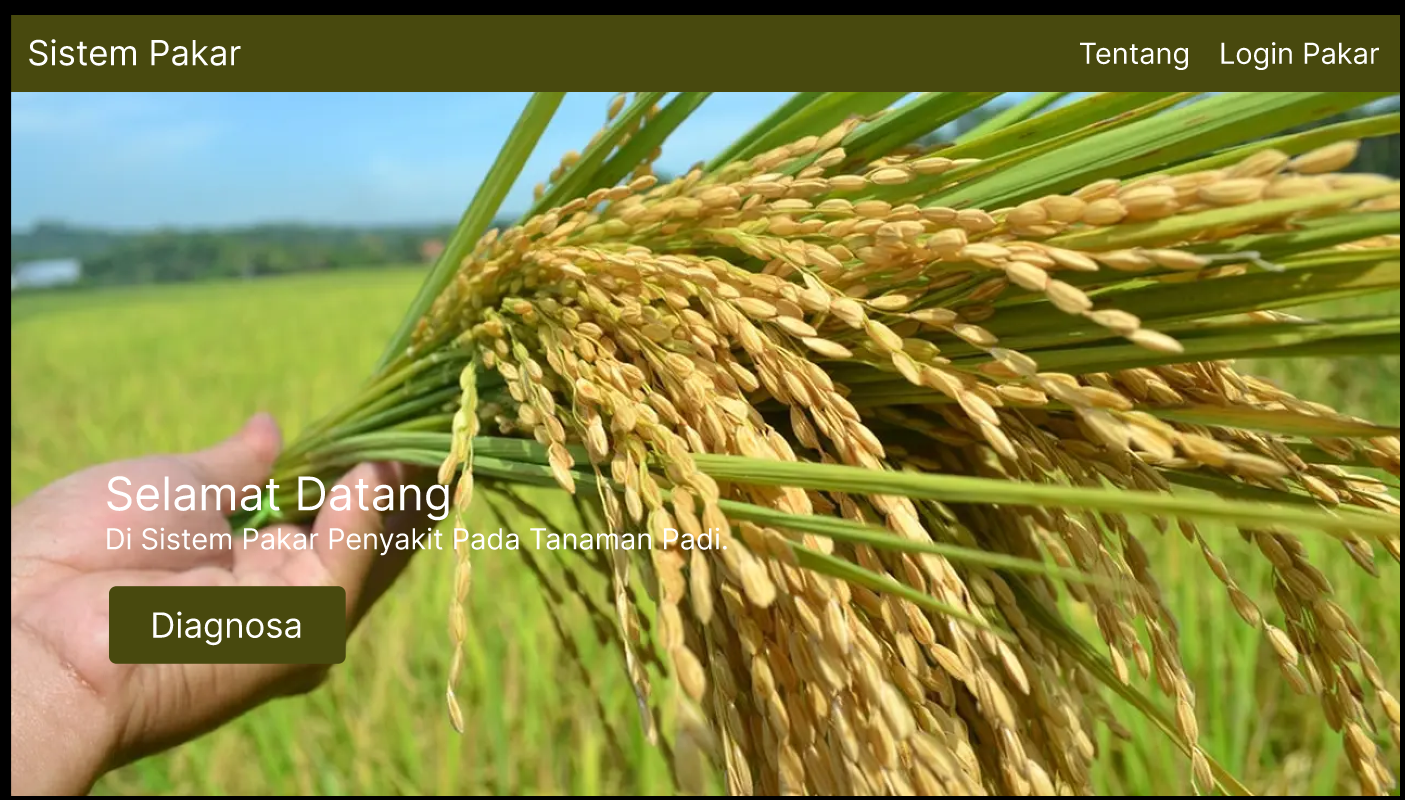 Sistem Pakar
Tentang
Login Pakar
Selamat Datang
Di Sistem Pakar Penyakit Pada Tanaman Padi.
Diagnosa